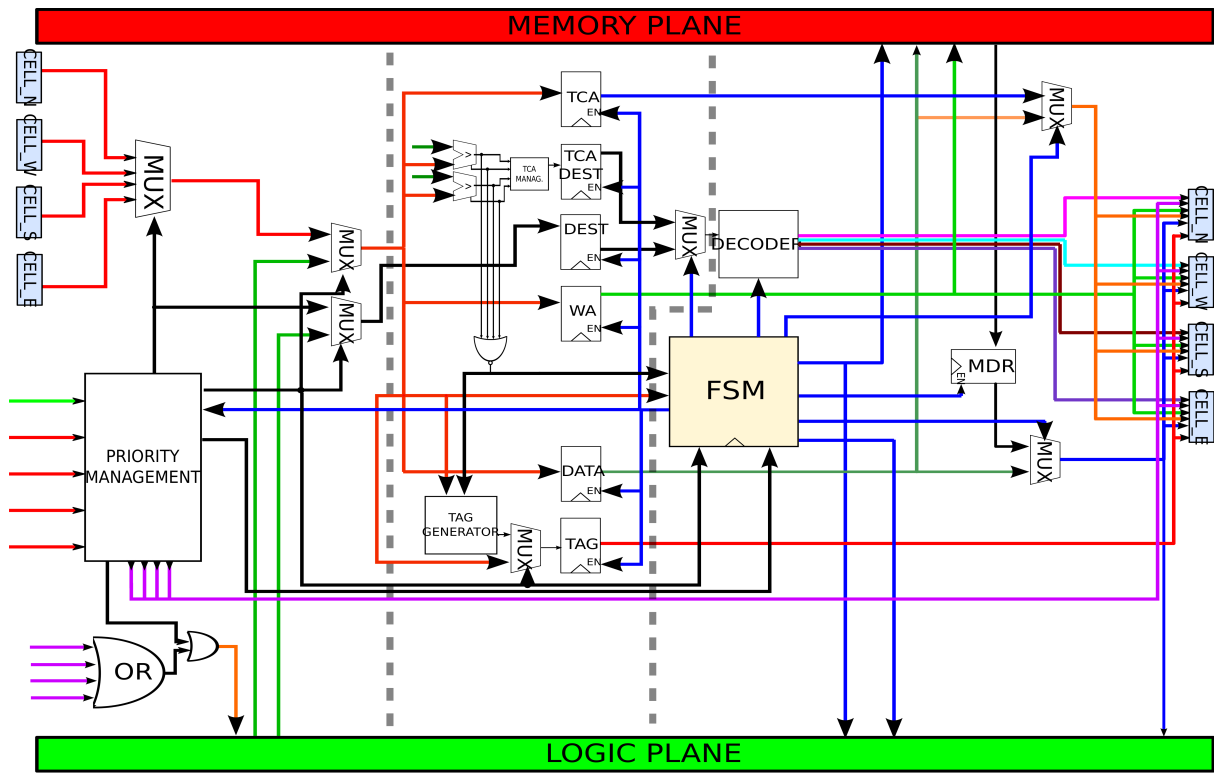 MEMORY PLANE
CELL_N
CELL_W
CELL_S
CELL_E
MUX
MUX
MUX
PRIORITY
MANAGEMENT
OR
TCA
EN
>>
>>
TCA
MANAG.
TCA
DEST
EN
DEST
EN
WA
EN
MUX
DECODER
FSM
DATA
EN
TAG
GENERATOR
MUX
TAG
EN
MUX
MDR
EN
MUX
CELL_N
CELL_W
CELL_S
CELL_E
LOGIC PLANE